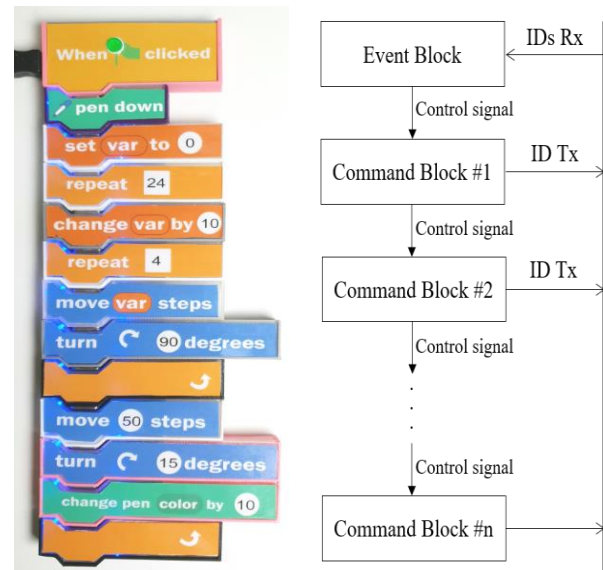 When clicked
pen down
set var to 0
repeat 24
change var by 10
repeat 4
move var steps
turn 90 degrees
move 50 steps
turn 15 degrees
change pen color by 10
Event Block
IDs Rx
Control signal
Command Block #1
ID Tx
Control signal
Command Block #2
ID Tx
Control signal
Control signal
Command Block #n